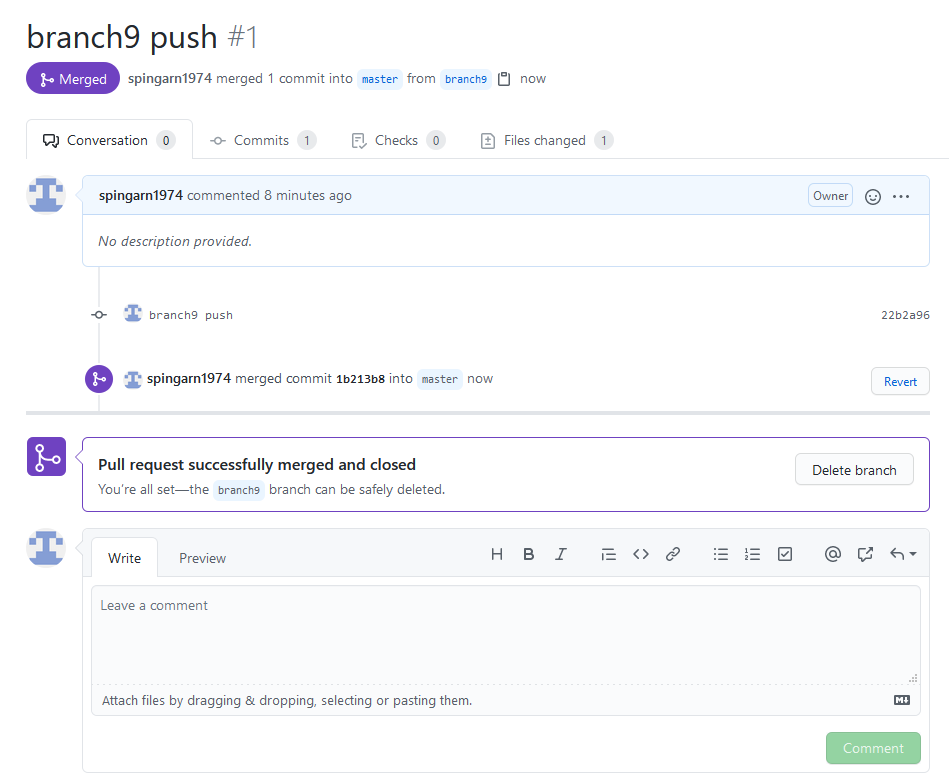 branch9 push #1
Merged spingarn1974 merged 1 commit into master from branch9 now
Conversation 0 Commits 1 Checks 0 Files changed 1
spingarn1974 commented 8 minutes ago Owner
No description provided.
branch9 push 22b2a96
spingarn1974 merged commit 1b213b8 into master now Revert
Pull request successfully merged and closed
You're all set—the branch9 branch can be safely deleted.
Delete branch
Write Preview H B I
Leave a comment
Attach files by dragging & dropping, selecting or pasting them.
Comment